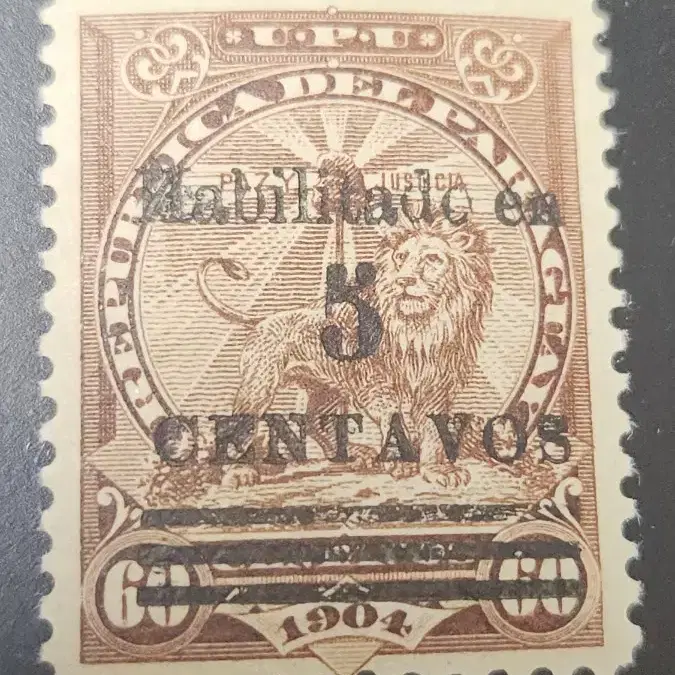 U.P.U
REPUBLICA DEL PARAGUAY
PAZ Y JUSTICIA
Habilitado en
5
CENTAVOS
60 60
1904